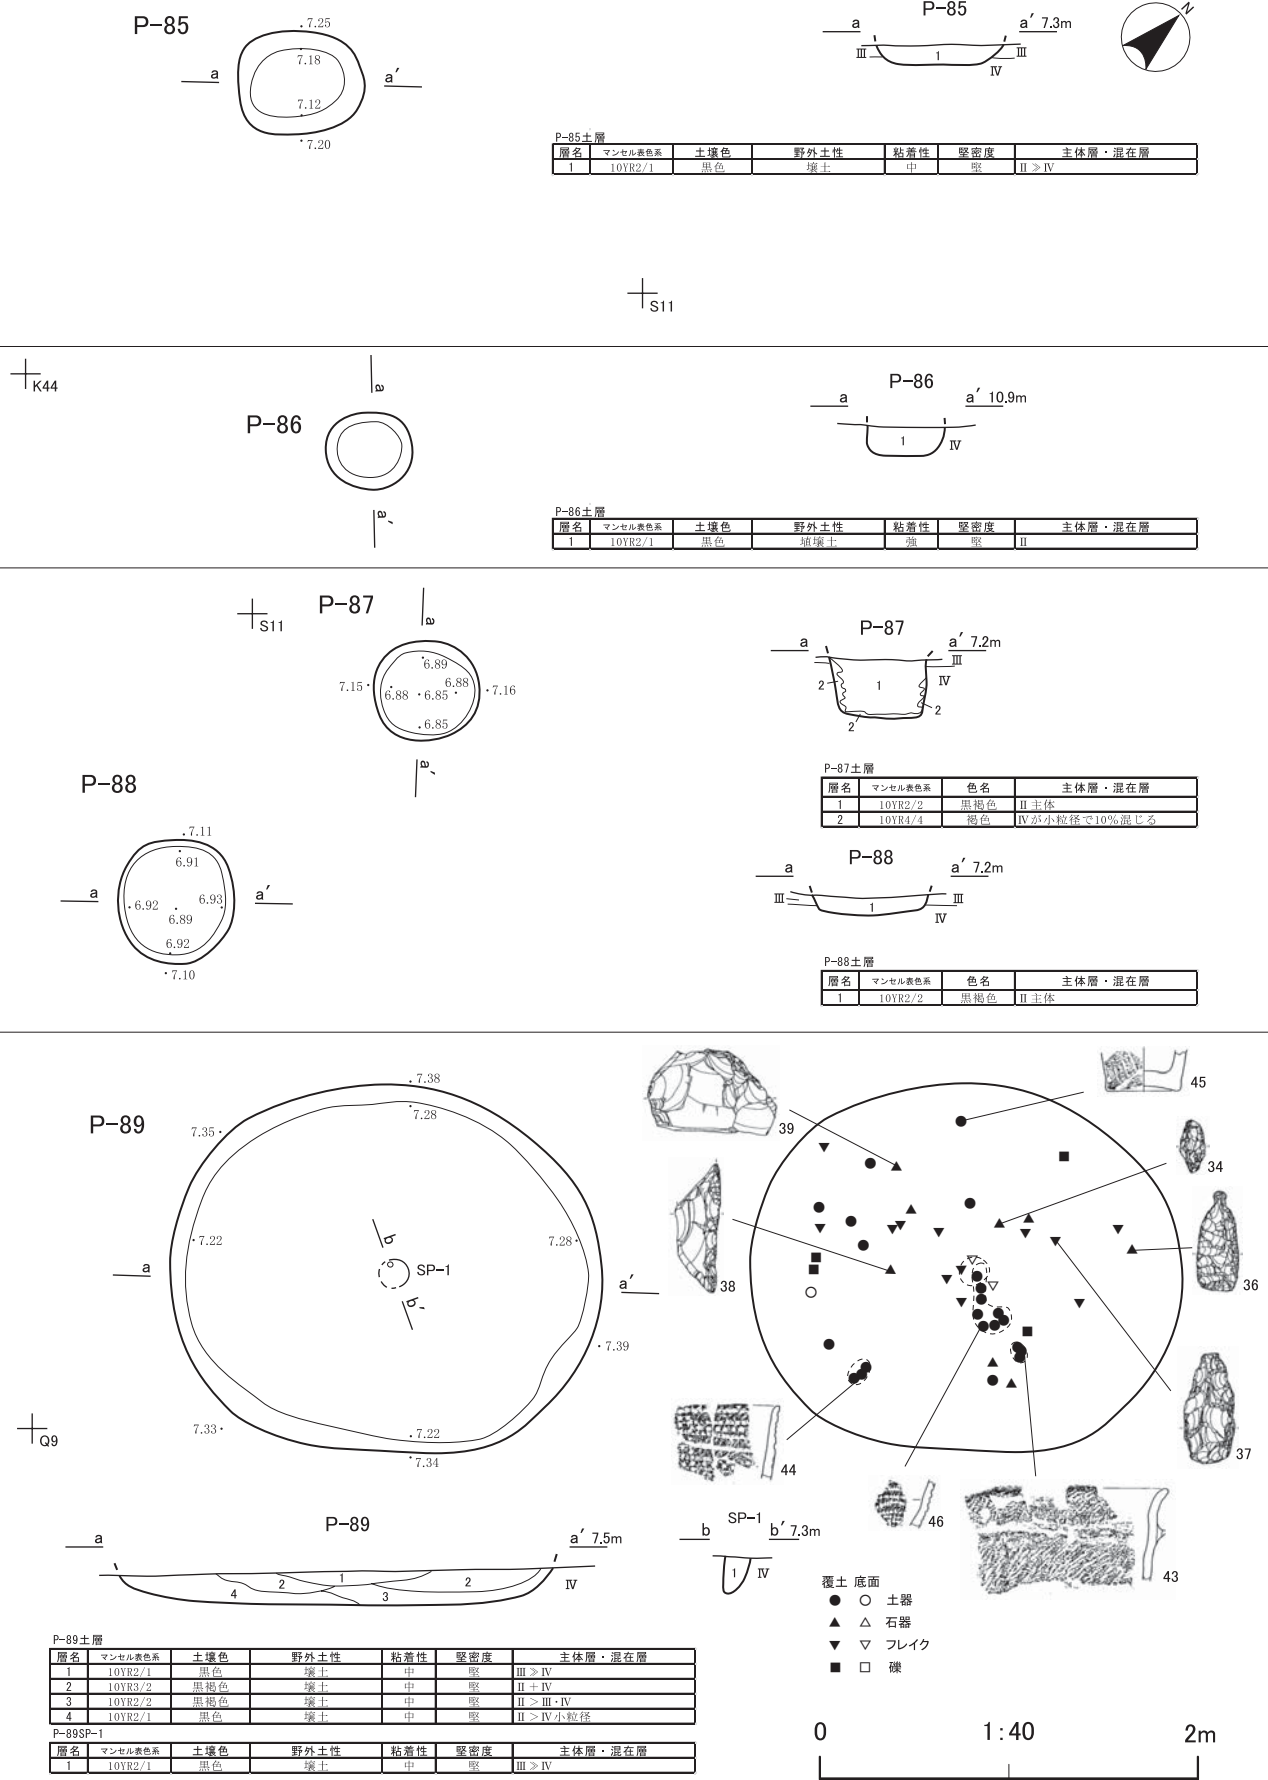 P-85
7.25
7.18
a
a′
7.12
7.20
P-85
a
a′ 7.3m
Ⅲ
1
Ⅲ
Ⅳ
N
P-85土層
層名 マンセル表色系 土壌色 野外土性 粘着性 堅密度 主体層・混在層
1 10YR2/1 黒色 壌土 中 堅 Ⅱ≫Ⅳ
S11
K44
P-86
a
a′
P-86
a
a′ 10.9m
1
Ⅳ
P-86土層
層名 マンセル表色系 土壌色 野外土性 粘着性 堅密度 主体層・混在層
1 10YR2/1 黒色 埴壌土 強 堅 Ⅱ
S11
P-87
a
6.89
7.15
6.88
6.88
6.85
7.16
6.85
a′
P-87
a
a′ 7.2m
Ⅲ
Ⅳ
2
1
2
2
P-87土層
層名 マンセル表色系 色名 主体層・混在層
1 10YR2/2 黒褐色 Ⅱ主体
2 10YR4/4 褐色 Ⅳが小粒径で10%混じる
P-88
7.11
6.91
a
a′
6.92
6.93
6.89
6.92
7.10
P-88
a
a′ 7.2m
Ⅲ
1
Ⅲ
Ⅳ
P-88土層
層名 マンセル表色系 色名 主体層・混在層
1 10YR2/2 黒褐色 Ⅱ主体
P-89
7.38
7.28
7.35
7.22
7.28
b
SP-1
b′
a
a′
7.39
7.33
7.22
7.34
Q9
45
39
34
38
36
37
44
46
43
P-89
a
a′ 7.5m
1
2
2
4
3
Ⅳ
SP-1
b
b′ 7.3m
1
Ⅳ
覆土 底面
● ○ 土器
▲ △ 石器
▼ ▽ フレイク
■ □ 礫
P-89土層
層名 マンセル表色系 土壌色 野外土性 粘着性 堅密度 主体層・混在層
1 10YR2/1 黒色 壌土 中 堅 Ⅲ≫Ⅳ
2 10YR3/2 黒褐色 壌土 中 堅 Ⅱ+Ⅳ
3 10YR2/2 黒褐色 壌土 中 堅 Ⅱ>Ⅲ・Ⅳ
4 10YR2/1 黒色 壌土 中 堅 Ⅱ>Ⅳ小粒径
P-89SP-1
層名 マンセル表色系 土壌色 野外土性 粘着性 堅密度 主体層・混在層
1 10YR2/1 黒色 壌土 中 堅 Ⅲ≫Ⅳ
0 1:40 2m